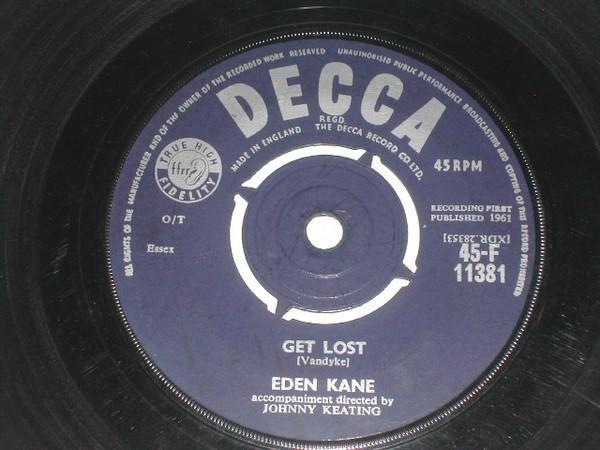 ALL RIGHTS OF THE MANUFACTURER AND OF THE OWNER OF THE RECORDED WORK RESERVED UNAUTHORISED PUBLIC PERFORMANCE BROADCASTING AND COPYING OF THIS RECORD PROHIBITED
DECCA
REGD.
MADE IN ENGLAND THE DECCA RECORD CO. LTD.
TRUE HIGH
ffrr
FIDELITY
45 RPM
O/T
RECORDING FIRST
PUBLISHED 1961
Essex
[XDR.28353]
45-F
11381
GET LOST
[Vandyke]
EDEN KANE
accompaniment directed by
JOHNNY KEATING